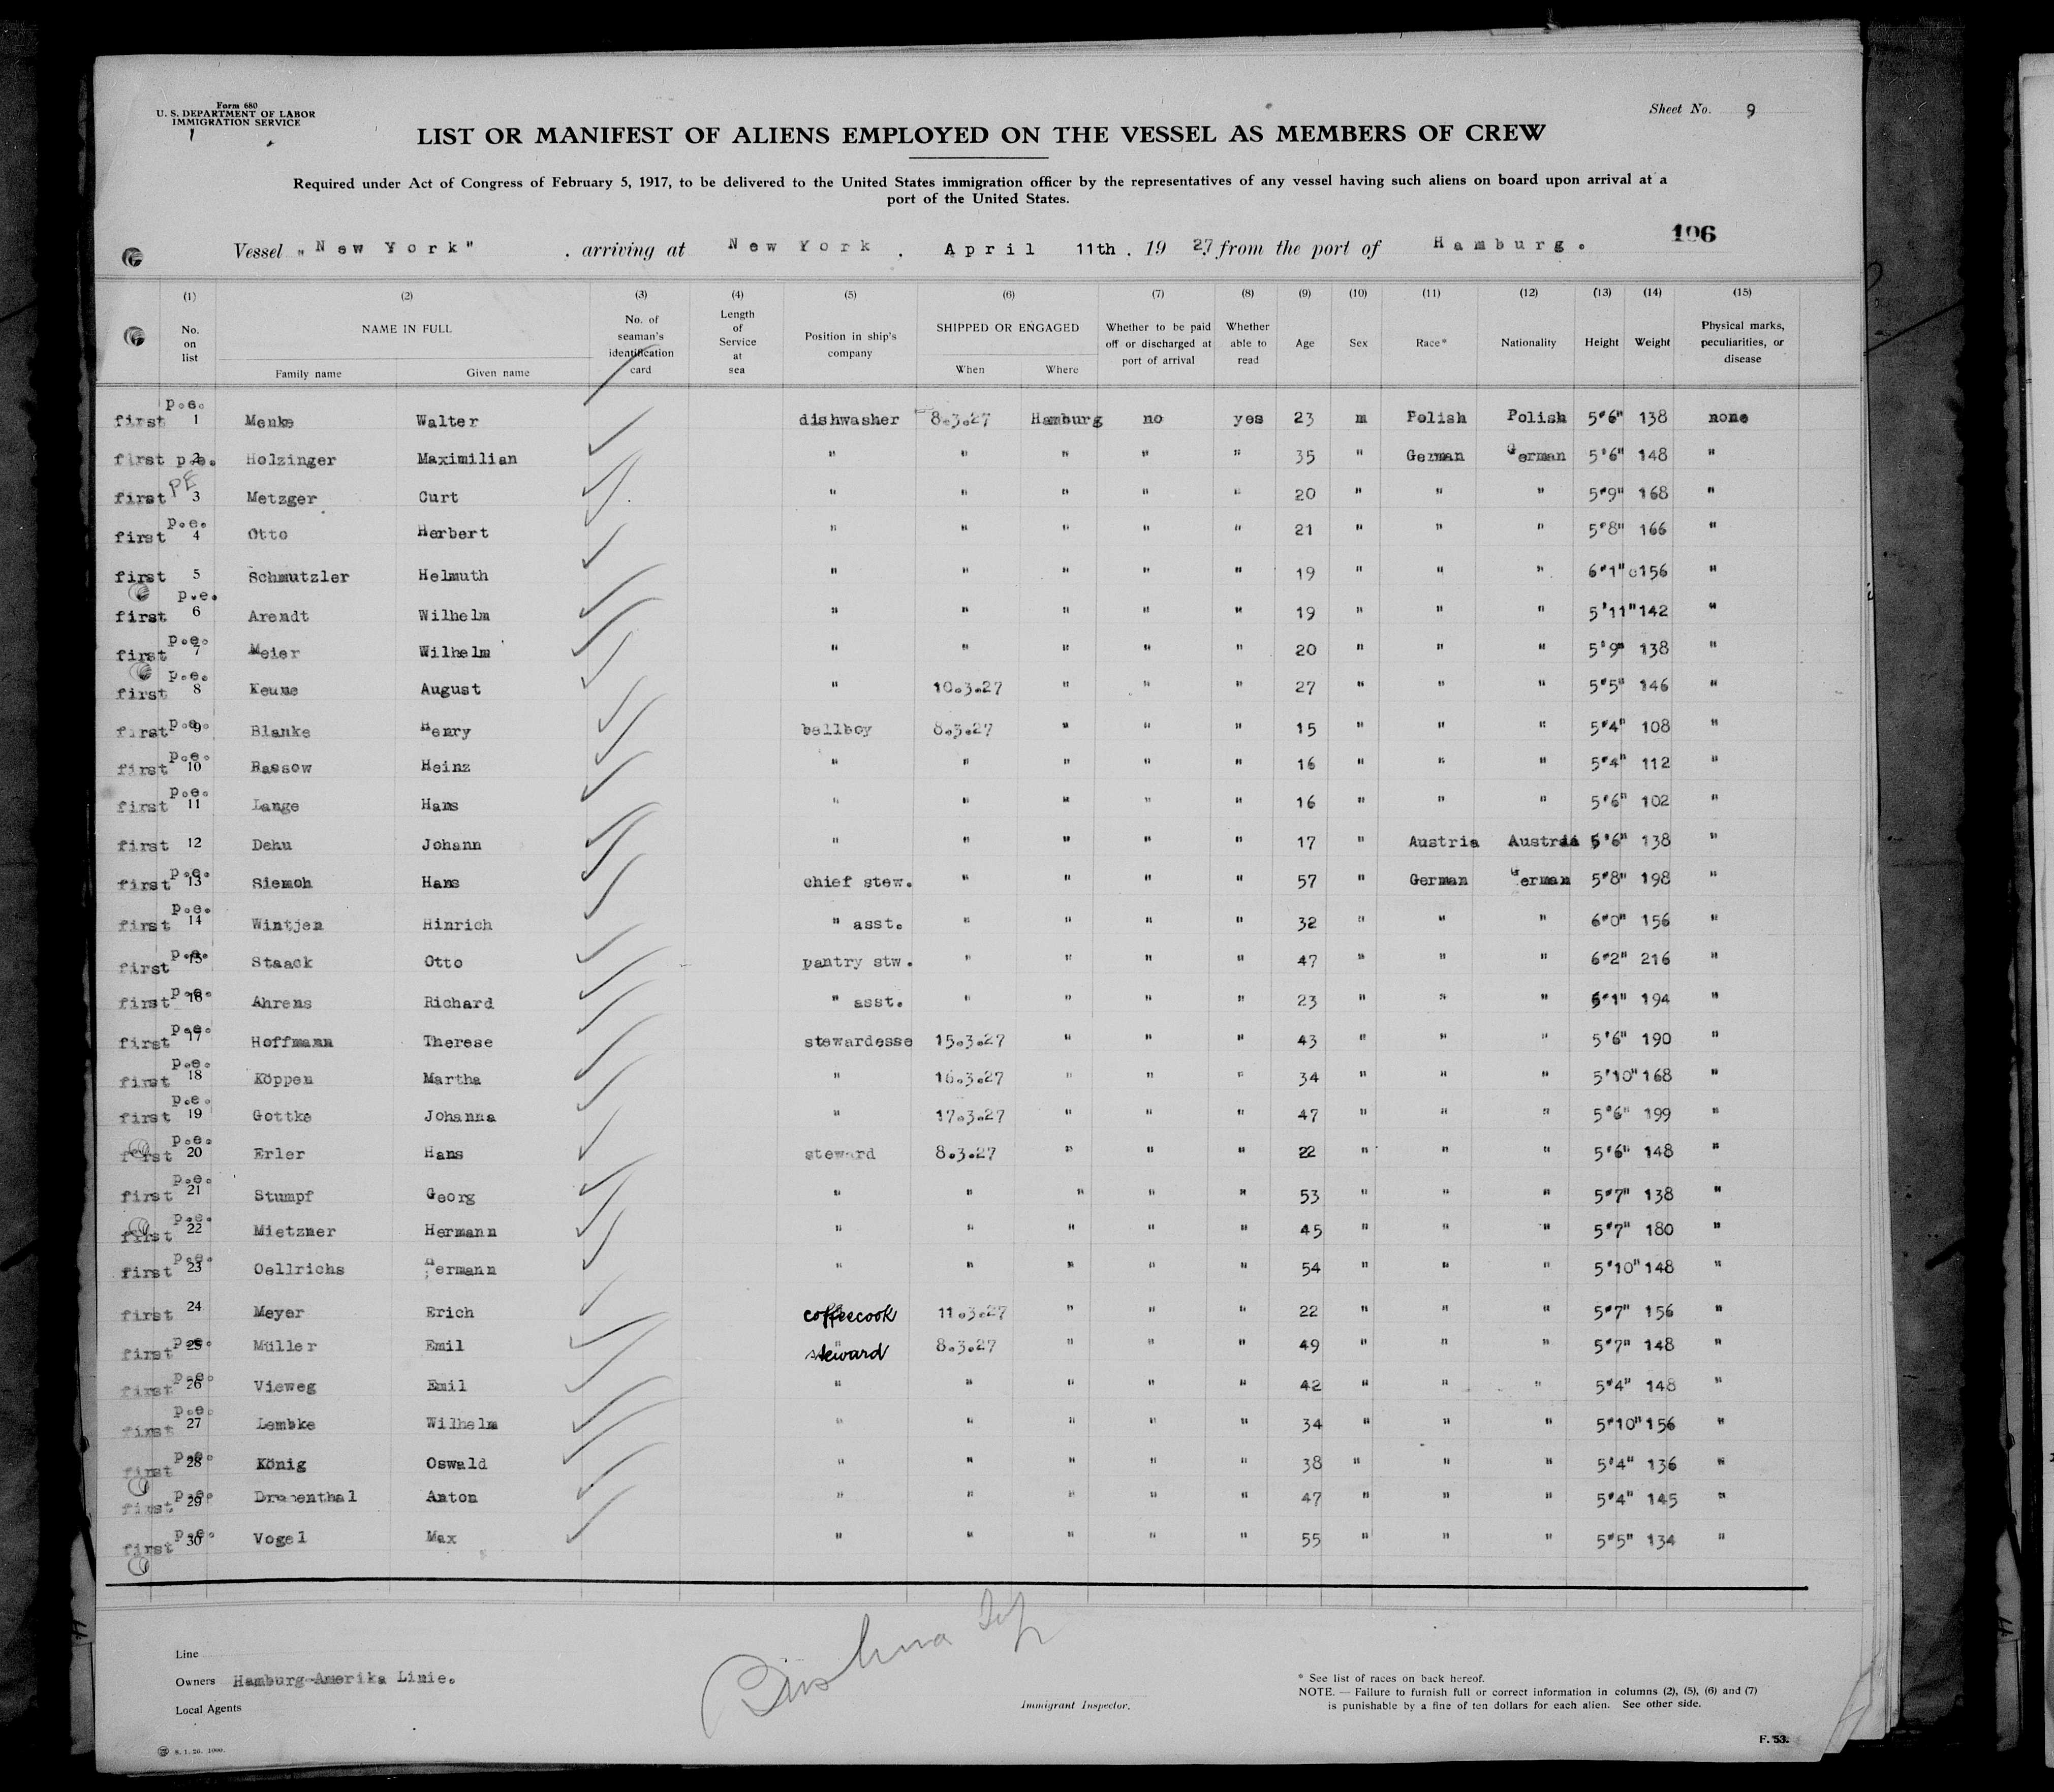 Form 680
U. S. DEPARTMENT OF LABOR
IMMIGRATION SERVICE
Sheet No. 9
LIST OR MANIFEST OF ALIENS EMPLOYED ON THE VESSEL AS MEMBERS OF CREW
Required under Act of Congress of February 5, 1917, to be delivered to the United States immigration officer by the representatives of any vessel having such aliens on board upon arrival at a
port of the United States.
196
Vessel „New York" , arriving at New York , April 11th , 19 27, from the port of Hamburg.
(1) (2) (3) (4) (5) (6) (7) (8) (9) (10) (11) (12) (13) (14) (15)
No. on list NAME IN FULL Family name Given name No. of seaman's identification card Length of Service at sea Position in ship's company SHIPPED OR ENGAGED When Where Whether to be paid off or discharged at port of arrival Whether able to read Age Sex Race* Nationality Height Weight Physical marks, peculiarities, or disease
first p.e. 1 Menke Walter dishwasher 8.3.27 Hamburg no yes 23 m Polish Polish 5'6" 138 none
first p.e. 2 Holzinger Maximilian " " " " " 35 " German German 5'6" 148 "
first PE 3 Metzger Curt " " " " " 20 " " " 5'9" 168 "
first p.e. 4 Otto Herbert " " " " " 21 " " " 5'8" 166 "
first 5 Schmutzler Helmuth " " " " " 19 " " " 6'1" 156 "
first p.e. 6 Arendt Wilhelm " " " " " 19 " " " 5'11" 142 "
first p.e. 7 Meier Wilhelm " " " " " 20 " " " 5'9" 138 "
first p.e. 8 Keune August " 10.3.27 " " " 27 " " " 5'5" 146 "
first p.e. 9 Blanke Henry bellboy 8.3.27 " " " 15 " " " 5'4" 108 "
first p.e. 10 Rassow Heinz " " " " " 16 " " " 5'4" 112 "
first p.e. 11 Lange Hans " " " " " 16 " " " 5'6" 102 "
first 12 Dehu Johann " " " " " 17 " Austria Austria 5'6" 138 "
first p.e. 13 Siemoh Hans chief stew. " " " " 57 " German German 5'8" 198 "
first p.e. 14 Wintjen Hinrich " asst. " " " " 32 " " " 6'0" 156 "
first p.e. 15 Staack Otto pantry stw. " " " " 47 " " " 6'2" 216 "
first p.e. 16 Ahrens Richard " asst. " " " " 23 " " " 6'1" 194 "
first p.e. 17 Hoffmann Therese stewardesse 15.3.27 " " " 43 " " " 5'6" 190 "
first p.e. 18 Köppen Martha " 16.3.27 " " " 34 " " " 5'10" 168 "
first p.e. 19 Gottke Johanna " 17.3.27 " " " 47 " " " 5'6" 199 "
first p.e. 20 Erler Hans steward 8.3.27 " " " 22 " " " 5'6" 148 "
first p.e. 21 Stumpf Georg " " " " " 53 " " " 5'7" 138 "
first p.e. 22 Mietzner Hermann " " " " " 45 " " " 5'7" 180 "
first p.e. 23 Oellrichs Hermann " " " " " 54 " " " 5'10" 148 "
first 24 Meyer Erich coffeecook 11.3.27 " " " 22 " " " 5'7" 156 "
first p.e. 25 Müller Emil steward 8.3.27 " " " 49 " " " 5'7" 148 "
first p.e. 26 Vieweg Emil " " " " " 42 " " " 5'4" 148 "
first p.e. 27 Lembke Wilhelm " " " " " 34 " " " 5'10" 156 "
first p.e. 28 König Oswald " " " " " 38 " " " 5'4" 136 "
first p.e. 29 Anton " " " " " 47 " " " 5'4" 145 "
first p.e. 30 Vogel Max " " " " " 55 " " " 5'5" 134 "
Line
Owners Hamburg-Amerika Linie.
Local Agents
Immigrant Inspector.
* See list of races on back hereof.
NOTE. — Failure to furnish full or correct information in columns (2), (5), (6) and (7)
is punishable by a fine of ten dollars for each alien. See other side.
8. 1. 26. 1000.
F. 53.